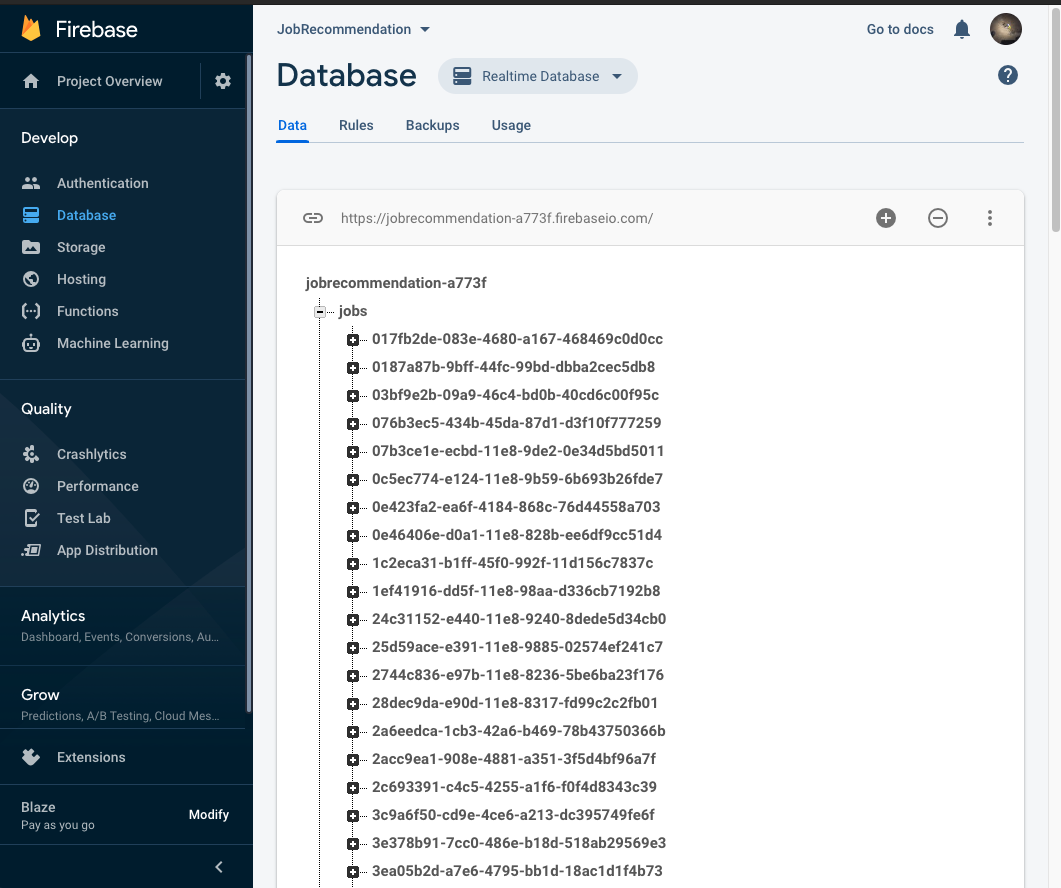 Firebase
Project Overview
Develop
Authentication
Database
Storage
Hosting
Functions
Machine Learning
Quality
Crashlytics
Performance
Test Lab
App Distribution
Analytics
Dashboard, Events, Conversions, Au...
Grow
Predictions, A/B Testing, Cloud Mes...
Extensions
Blaze
Pay as you go
Modify
JobRecommendation
Go to docs
Database
Realtime Database
Data Rules Backups Usage
https://jobrecommendation-a773f.firebaseio.com/
jobrecommendation-a773f
jobs
017fb2de-083e-4680-a167-468469c0d0cc
0187a87b-9bff-44fc-99bd-dbba2cec5db8
03bf9e2b-09a9-46c4-bd0b-40cd6c00f95c
076b3ec5-434b-45da-87d1-d3f10f777259
07b3ce1e-ecbd-11e8-9de2-0e34d5bd5011
0c5ec774-e124-11e8-9b59-6b693b26fde7
0e423fa2-ea6f-4184-868c-76d44558a703
0e46406e-d0a1-11e8-828b-ee6df9cc51d4
1c2eca31-b1ff-45f0-992f-11d156c7837c
1ef41916-dd5f-11e8-98aa-d336cb7192b8
24c31152-e440-11e8-9240-8dede5d34cb0
25d59ace-e391-11e8-9885-02574ef241c7
2744c836-e97b-11e8-8236-5be6ba23f176
28dec9da-e90d-11e8-8317-fd99c2c2fb01
2a6eedca-1cb3-42a6-b469-78b43750366b
2acc9ea1-908e-4881-a351-3f5d4bf96a7f
2c693391-c4c5-4255-a1f6-f0f4d8343c39
3c9a6f50-cd9e-4ce6-a213-dc395749fe6f
3e378b91-7cc0-486e-b18d-518ab29569e3
3ea05b2d-a7e6-4795-bb1d-18ac1d1f4b73